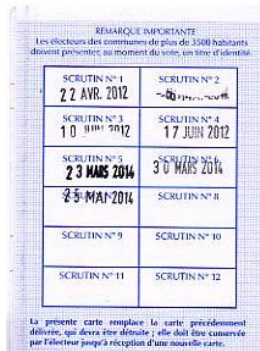 REMARQUE IMPORTANTE
Les électeurs des communes de plus de 3500 habitants
doivent présenter, au moment du vote, un titre d'identité.
SCRUTIN N° 1 SCRUTIN N° 2
22 AVR. 2012 2012
SCRUTIN N° 3 SCRUTIN N° 4
10 JUIN 2012 17 JUIN 2012
SCRUTIN N° 5 SCRUTIN N° 6
23 MARS 2014 30 MARS 2014
25 MAI 2014 SCRUTIN N° 8
SCRUTIN N° 9 SCRUTIN N° 10
SCRUTIN N° 11 SCRUTIN N° 12
La présente carte remplace la carte précédemment
délivrée, qui devra être détruite ; elle doit être conservée
par l'électeur jusqu'à réception d'une nouvelle carte.